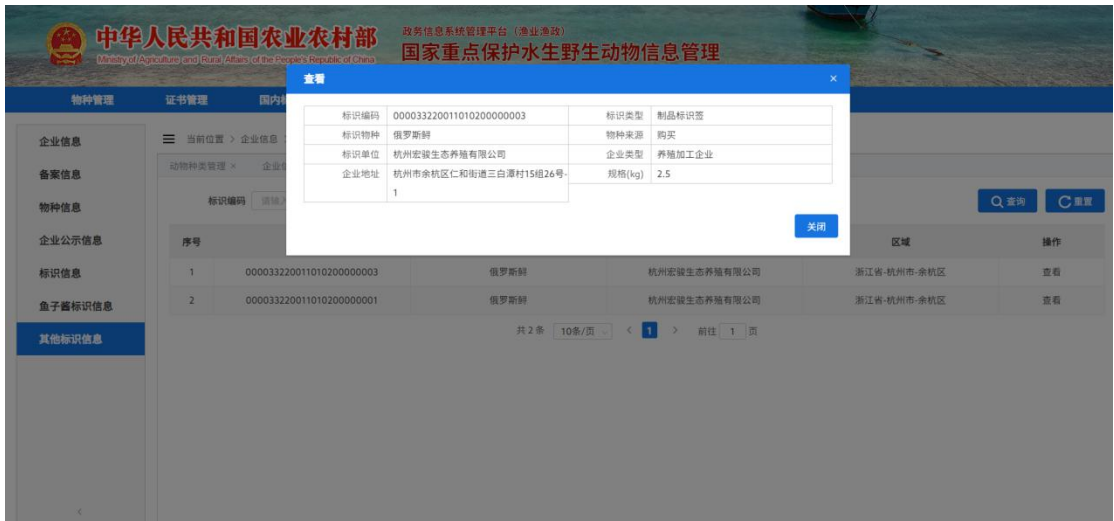 中华人民共和国农业农村部
Ministry of Agriculture and Rural Affairs of the People's Republic of China
政务信息系统管理平台（渔业渔政）
国家重点保护水生野生动物信息管理
物种管理 证书管理 国内
查看 ×
标识编码 000033220011010200000003 标识类型 制品标识签
标识物种 俄罗斯鲟 物种来源 购买
标识单位 杭州宏骏生态养殖有限公司 企业类型 养殖加工企业
企业地址 杭州市余杭区仁和街道三白潭村15组26号-1 规格(kg) 2.5
关闭
企业信息
备案信息
物种信息
企业公示信息
标识信息
鱼子酱标识信息
其他标识信息
当前位置 > 企业信息
动物种类管理 × 企业
标识编码
查询 重置
序号 区域 操作
1 000033220011010200000003 俄罗斯鲟 杭州宏骏生态养殖有限公司 浙江省-杭州市-余杭区 查看
2 000033220011010200000001 俄罗斯鲟 杭州宏骏生态养殖有限公司 浙江省-杭州市-余杭区 查看
共 2 条 10条/页 < 1 > 前往 1 页